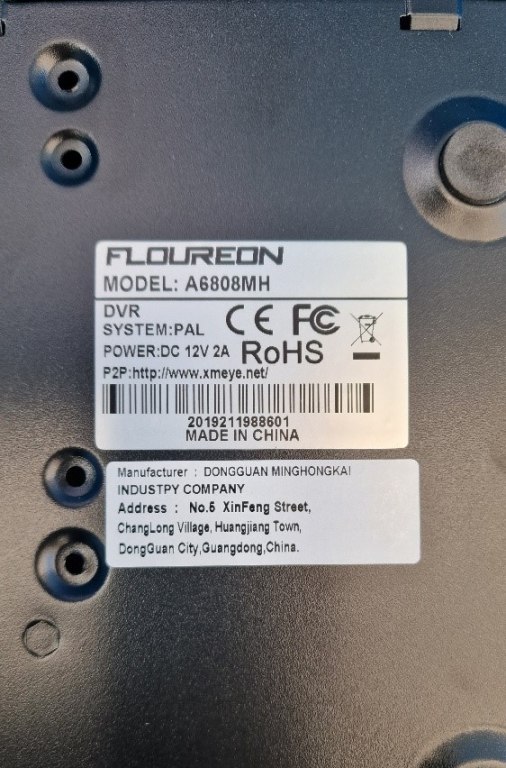 FLOUREON
MODEL: A6808MH
DVR
SYSTEM:PAL
CE FC
POWER:DC 12V 2A
RoHS
P2P:http://www.xmeye.net/
2019211988601
MADE IN CHINA
Manufacturer : DONGGUAN MINGHONGKAI
INDUSTPY COMPANY
Address : No.5 XinFeng Street,
ChangLong Village, Huangjiang Town,
DongGuan City,Guangdong,China.